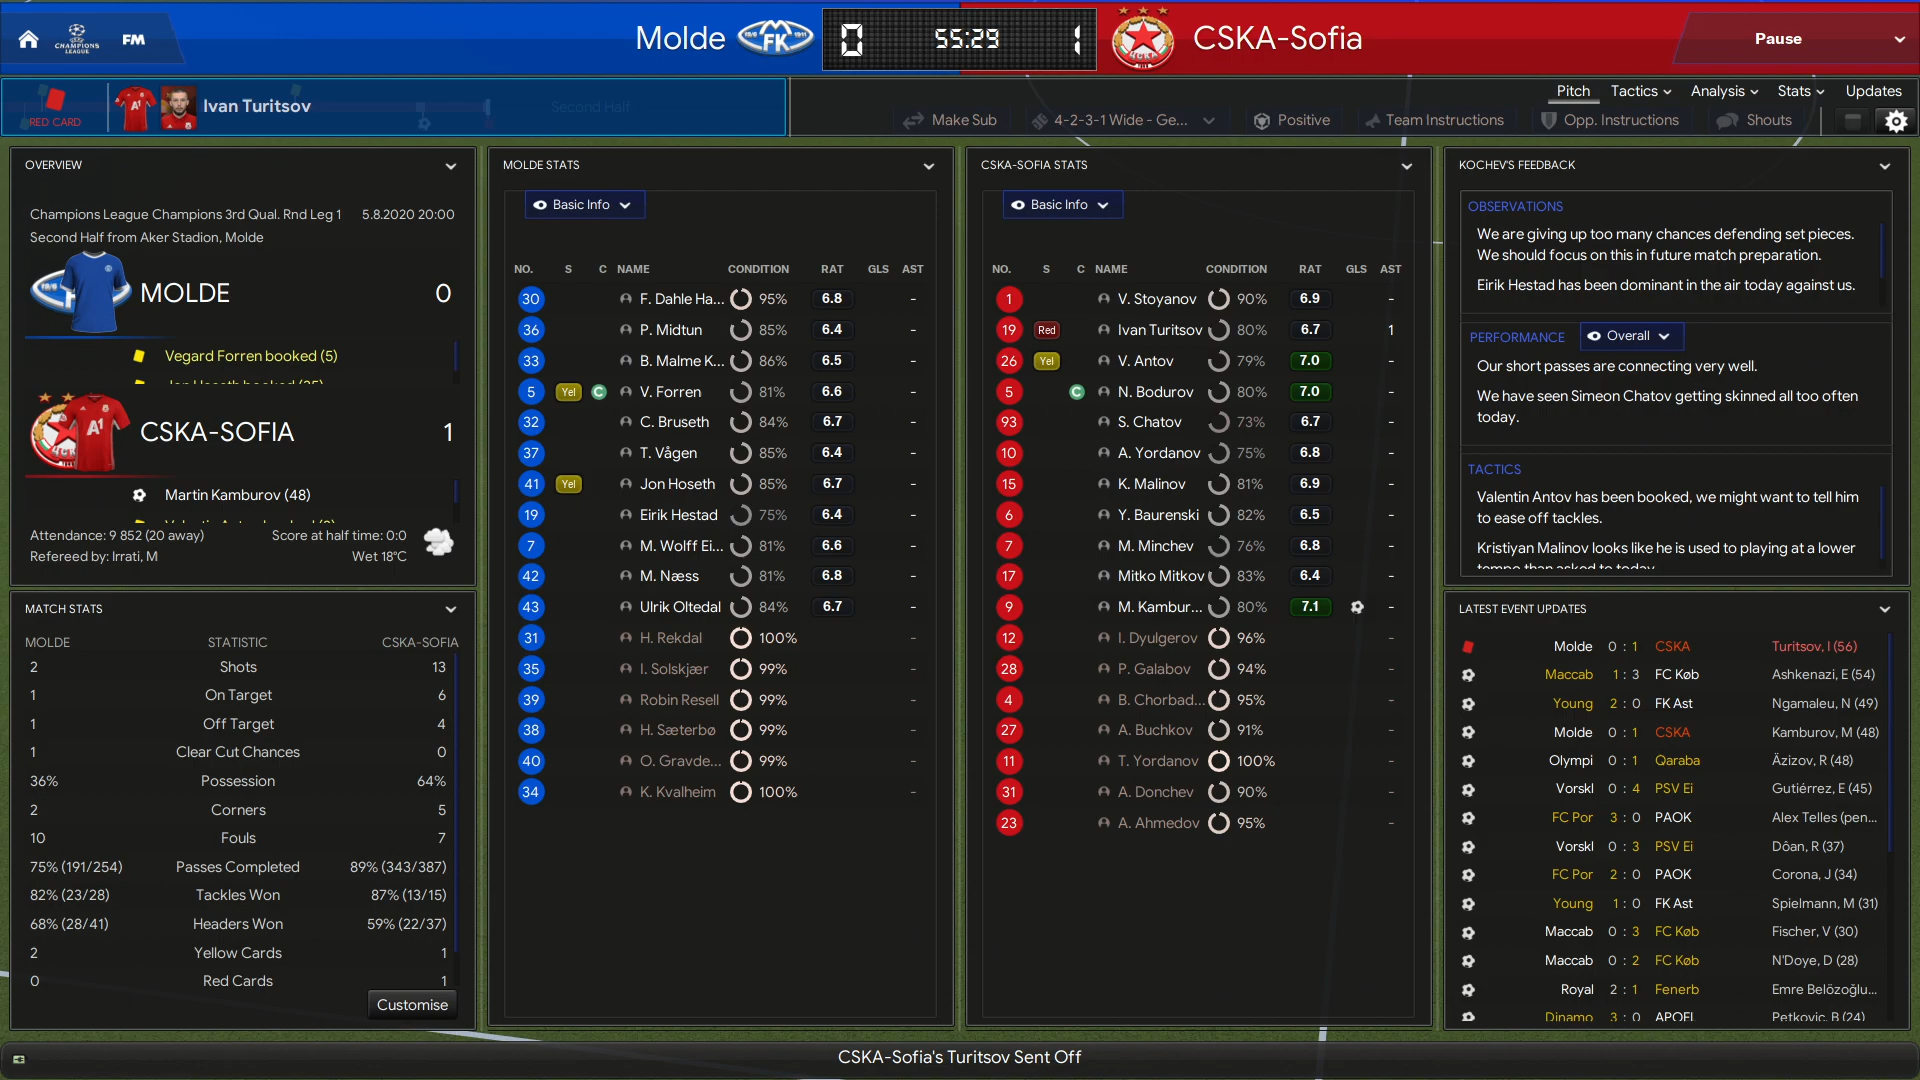 CHAMPIONS LEAGUE
FM
Molde
0
55:29
1
CSKA-Sofia
Pause
RED CARD
Ivan Turitsov
Second Half
Pitch
Tactics
Analysis
Stats
Updates
Make Sub
4-2-3-1 Wide - Ge...
Positive
Team Instructions
Opp. Instructions
Shouts
OVERVIEW
Champions League Champions 3rd Qual. Rnd Leg 1 5.8.2020 20:00
Second Half from Aker Stadion, Molde
MOLDE 0
Vegard Forren booked (5)
CSKA-SOFIA 1
Martin Kamburov (48)
Attendance: 9 852 (20 away) Score at half time: 0:0
Refereed by: Irrati, M Wet 18°C
MATCH STATS
MOLDE STATISTIC CSKA-SOFIA
2 Shots 13
1 On Target 6
1 Off Target 4
1 Clear Cut Chances 0
36% Possession 64%
2 Corners 5
10 Fouls 7
75% (191/254) Passes Completed 89% (343/387)
82% (23/28) Tackles Won 87% (13/15)
68% (28/41) Headers Won 59% (22/37)
2 Yellow Cards 1
0 Red Cards 1
Customise
MOLDE STATS
Basic Info
NO. S C NAME CONDITION RAT GLS AST
30 F. Dahle Ha... 95% 6.8 -
36 P. Midtun 85% 6.4 -
33 B. Malme K... 86% 6.5 -
5 Yel C V. Forren 81% 6.6 -
32 C. Bruseth 84% 6.7 -
37 T. Vågen 85% 6.4 -
41 Yel Jon Hoseth 85% 6.7 -
19 Eirik Hestad 75% 6.4 -
7 M. Wolff Ei... 81% 6.6 -
42 M. Næss 81% 6.8 -
43 Ulrik Oltedal 84% 6.7 -
31 H. Rekdal 100% -
35 I. Solskjær 99% -
39 Robin Resell 99% -
38 H. Sæterbø 99% -
40 O. Gravde... 99% -
34 K. Kvalheim 100% -
CSKA-SOFIA STATS
Basic Info
NO. S C NAME CONDITION RAT GLS AST
1 V. Stoyanov 90% 6.9 -
19 Red Ivan Turitsov 80% 6.7 1
26 Yel V. Antov 79% 7.0 -
5 C N. Bodurov 80% 7.0 -
93 S. Chatov 73% 6.7 -
10 A. Yordanov 75% 6.8 -
15 K. Malinov 81% 6.9 -
6 Y. Baurenski 82% 6.5 -
7 M. Minchev 76% 6.8 -
17 Mitko Mitkov 83% 6.4 -
9 M. Kambur... 80% 7.1 -
12 I. Dyulgerov 96% -
28 P. Galabov 94% -
4 B. Chorbad... 95% -
27 A. Buchkov 91% -
11 T. Yordanov 100% -
31 A. Donchev 90% -
23 A. Ahmedov 95% -
KOCHEV'S FEEDBACK
OBSERVATIONS
We are giving up too many chances defending set pieces.
We should focus on this in future match preparation.
Eirik Hestad has been dominant in the air today against us.
PERFORMANCE
Overall
Our short passes are connecting very well.
We have seen Simeon Chatov getting skinned all too often
today.
TACTICS
Valentin Antov has been booked, we might want to tell him
to ease off tackles.
Kristiyan Malinov looks like he is used to playing at a lower
tempo than asked to today.
LATEST EVENT UPDATES
Molde 0 : 1 CSKA Turitsov, I (56)
Maccab 1 : 3 FC Køb Ashkenazi, E (54)
Young 2 : 0 FK Ast Ngamaleu, N (49)
Molde 0 : 1 CSKA Kamburov, M (48)
Olympi 0 : 1 Qaraba Äzizov, R (48)
Vorskl 0 : 4 PSV Ei Gutiérrez, E (45)
FC Por 3 : 0 PAOK Alex Telles (pen...
Vorskl 0 : 3 PSV Ei Dôan, R (37)
FC Por 2 : 0 PAOK Corona, J (34)
Young 1 : 0 FK Ast Spielmann, M (31)
Maccab 0 : 3 FC Køb Fischer, V (30)
Maccab 0 : 2 FC Køb N'Doye, D (28)
Royal 2 : 1 Fenerb Emre Belözoğlu...
Dinamo 3 : 0 APOEL Petkovic, B (24)
CSKA-Sofia's Turitsov Sent Off